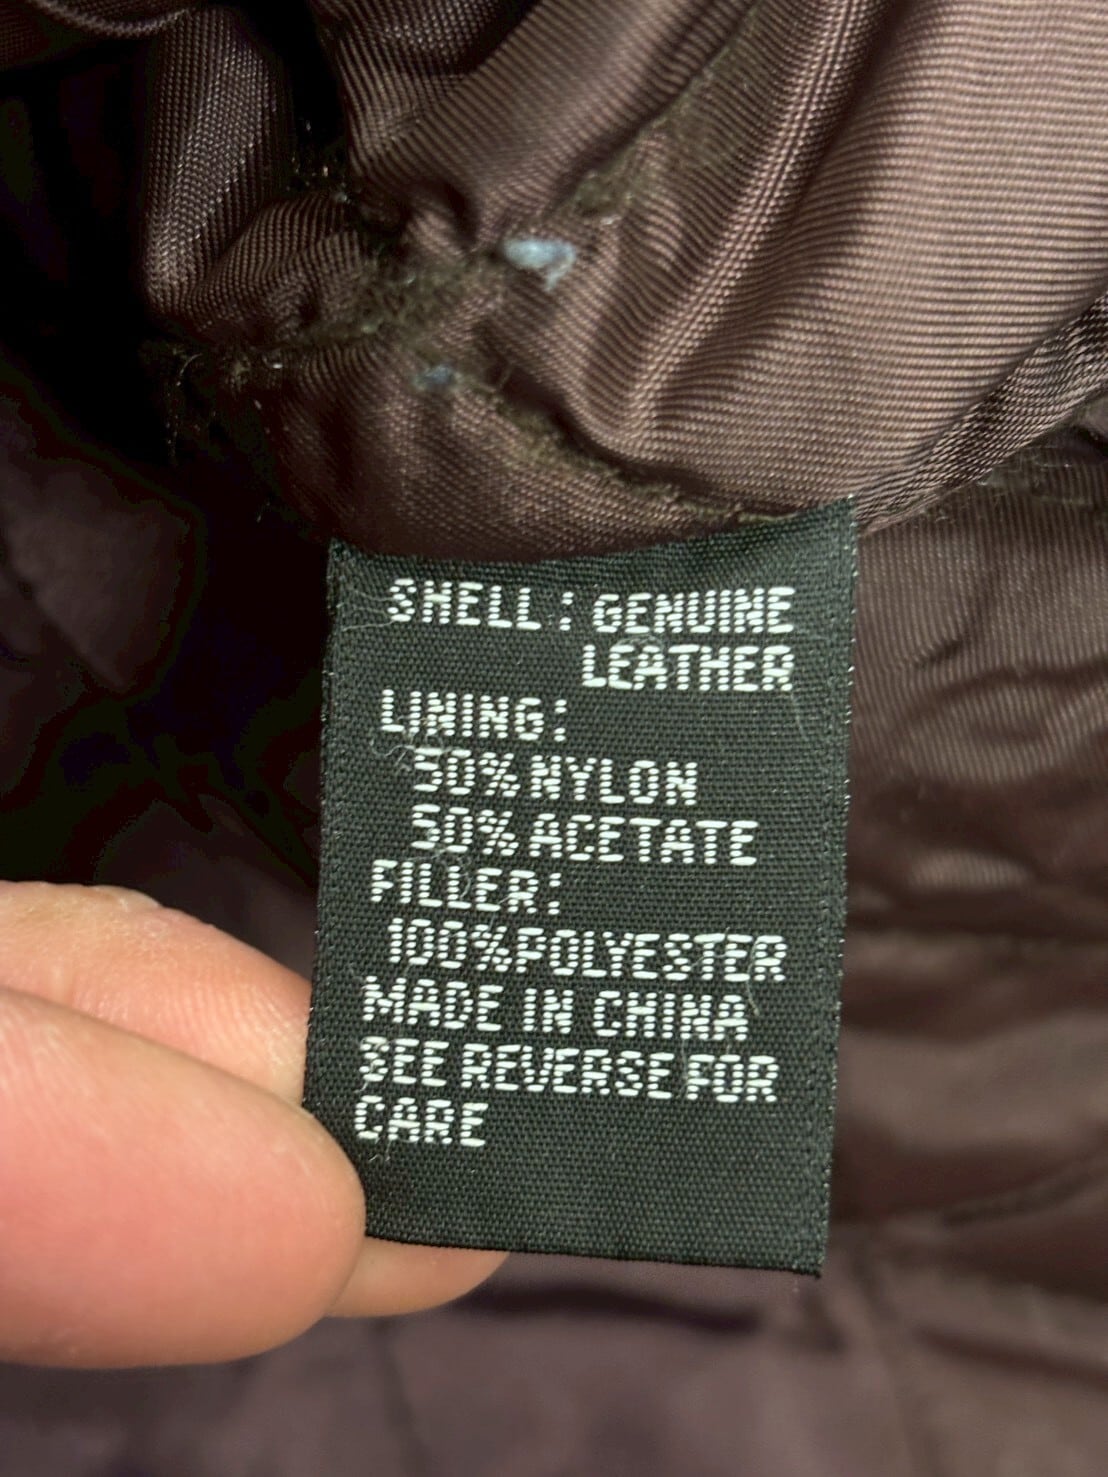 SHELL: GENUINE
LEATHER
LINING:
50% NYLON
50% ACETATE
FILLER:
100% POLYESTER
MADE IN CHINA
SEE REVERSE FOR
CARE